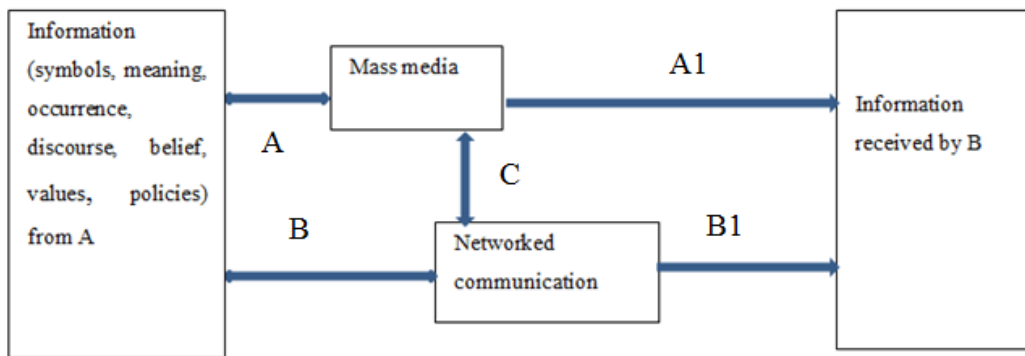 Information
(symbols, meaning,
occurrence,
discourse, belief,
values, policies)
from A
Mass media
A1
A
C
Information
received by B
B
Networked
communication
B1